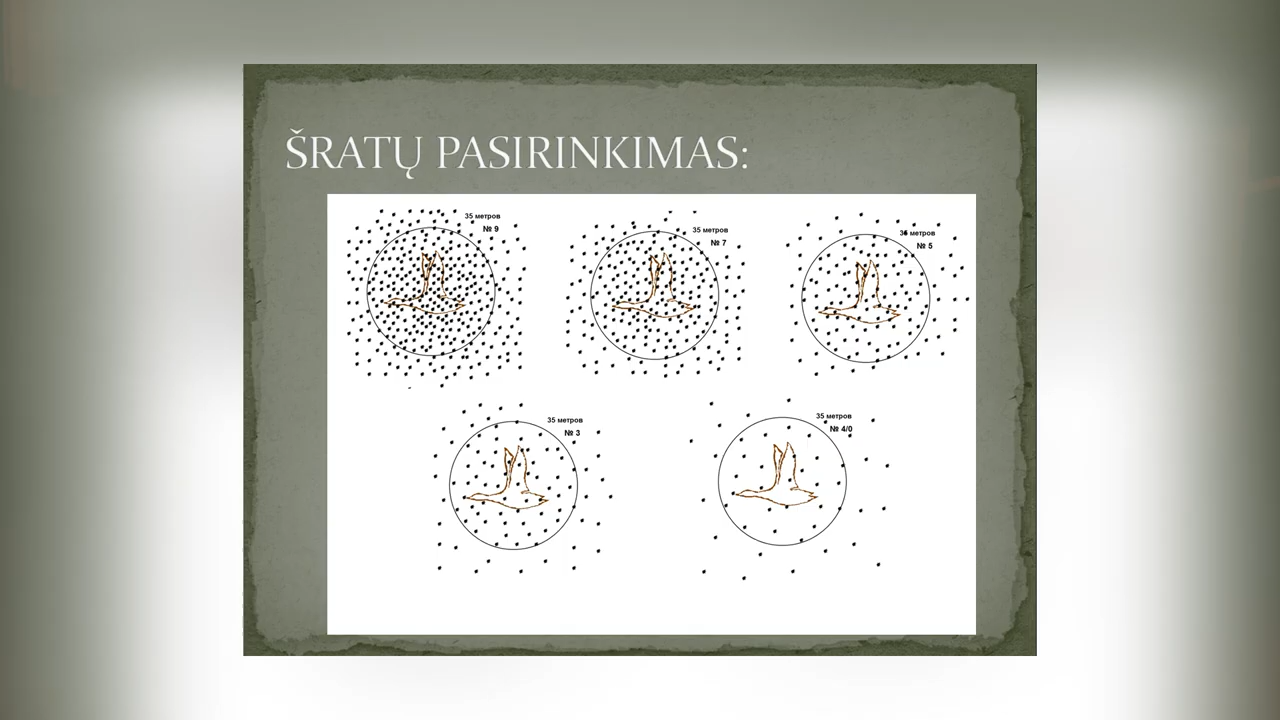 ŠRATŲ PASIRINKIMAS:
35 метров
№ 9
35 метров
№ 7
35 метров
№ 5
35 метров
№ 3
35 метров
№ 4/0